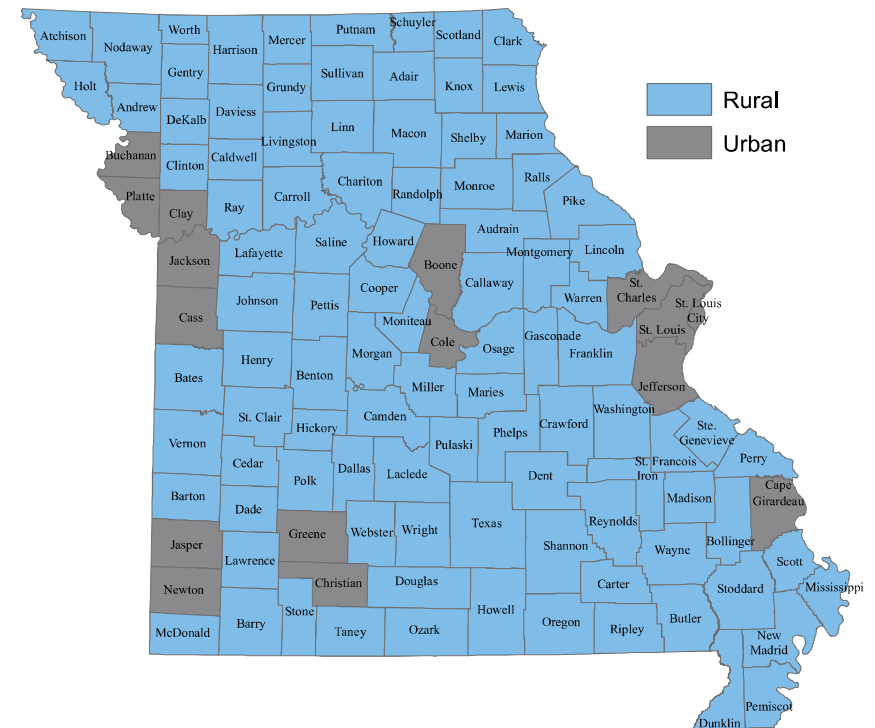 Schuyler
Putnam
Worth
Scotland
Atchison
Mercer
Clark
Nodaway
Harrison
Gentry
Sullivan
Adair
Holt
Grundy
Knox
Lewis
Andrew
Daviess
DeKalb
Linn
Macon
Shelby
Marion
Livingston
Buchanan
Caldwell
Clinton
Chariton
Ralls
Monroe
Platte
Carroll
Randolph
Pike
Ray
Clay
Audrain
Saline
Howard
Lafayette
Montgomery
Lincoln
Jackson
Boone
Callaway
St.
Charles
Cooper
Warren
Johnson
Pettis
St. Louis
City
Cass
Moniteau
St. Louis
Gasconade
Cole
Osage
Morgan
Franklin
Henry
Benton
Bates
Miller
Maries
Jefferson
Washington
St. Clair
Camden
Crawford
Hickory
Ste.
Genevieve
Phelps
Vernon
Pulaski
Perry
Cedar
St. Francois
Dallas
Laclede
Iron
Dent
Polk
Cape
Girardeau
Barton
Madison
Dade
Texas
Reynolds
Greene
Webster
Wright
Bollinger
Jasper
Shannon
Wayne
Lawrence
Scott
Christian
Douglas
Carter
Mississippi
Newton
Stoddard
Stone
Howell
Butler
Barry
Oregon
Ripley
McDonald
Taney
Ozark
New
Madrid
Pemiscot
Dunklin
Rural
Urban